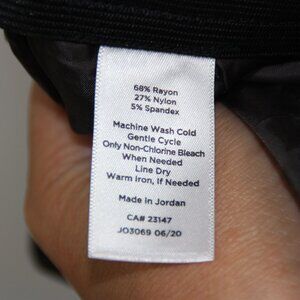 68% Rayon
27% Nylon
5% Spandex
Machine Wash Cold
Gentle Cycle
Only Non-Chlorine Bleach
When Needed
Line Dry
Warm Iron, If Needed
Made in Jordan
CA# 23147
JO3069 06/20